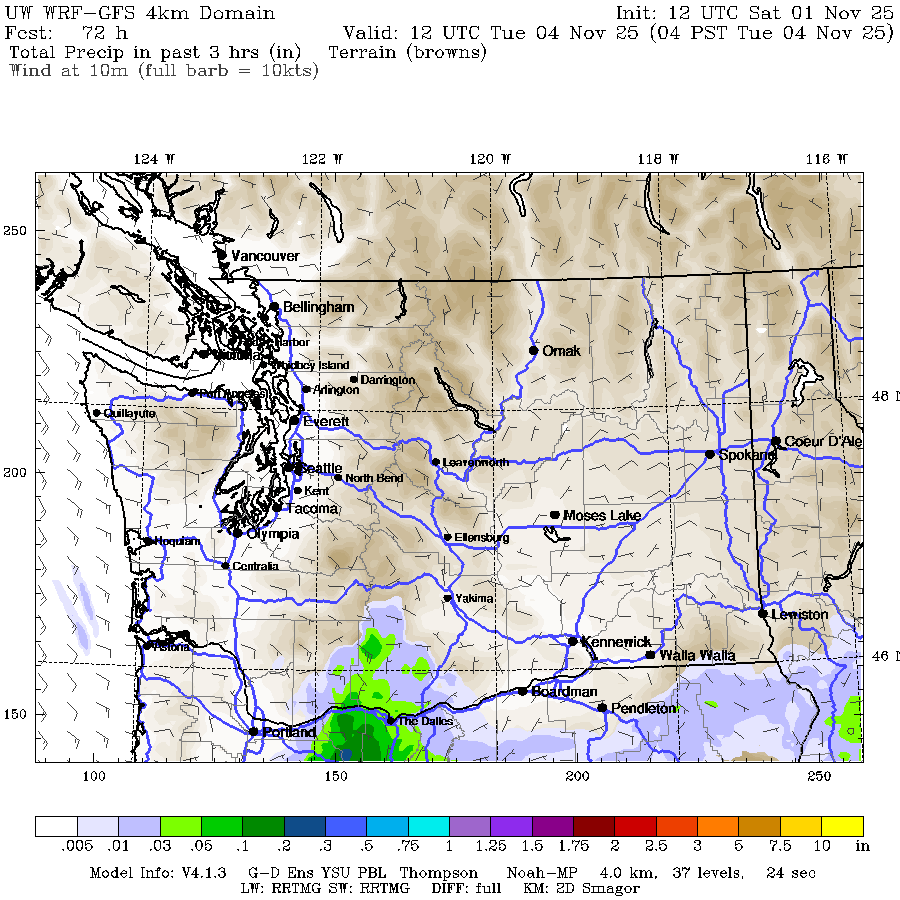 UW WRF-GFS 4km Domain Init: 12 UTC Sat 01 Nov 25
Fcst: 72 h Valid: 12 UTC Tue 04 Nov 25 (04 PST Tue 04 Nov 25)
Total Precip in past 3 hrs (in) Terrain (browns)
Wind at 10m (full barb = 10kts)
124 W 122 W 120 W 118 W 116 W
250
Vancouver
Bellingham
Harbor
Omak
Whidbey Island
Darrington
Arlington
Port Angeles
48 N
Quillayute
Everett
Coeur D'Ale
Spokane
Leavenworth
200
Seattle
North Bend
Kent
Tacoma
Moses Lake
Olympia
Ellensburg
Hoquiam
Centralia
Yakima
Lewiston
Kennewick
Astoria
Walla Walla
46 N
Boardman
Pendleton
150
The Dalles
Portland
100 150 200 250
.005 .01 .03 .05 .1 .2 .3 .5 .75 1 1.25 1.5 1.75 2 2.5 3 5 7.5 10 in
Model Info: V4.1.3 G-D Ens YSU PBL Thompson Noah-MP 4.0 km, 37 levels, 24 sec
LW: RRTMG SW: RRTMG DIFF: full KM: 2D Smagor